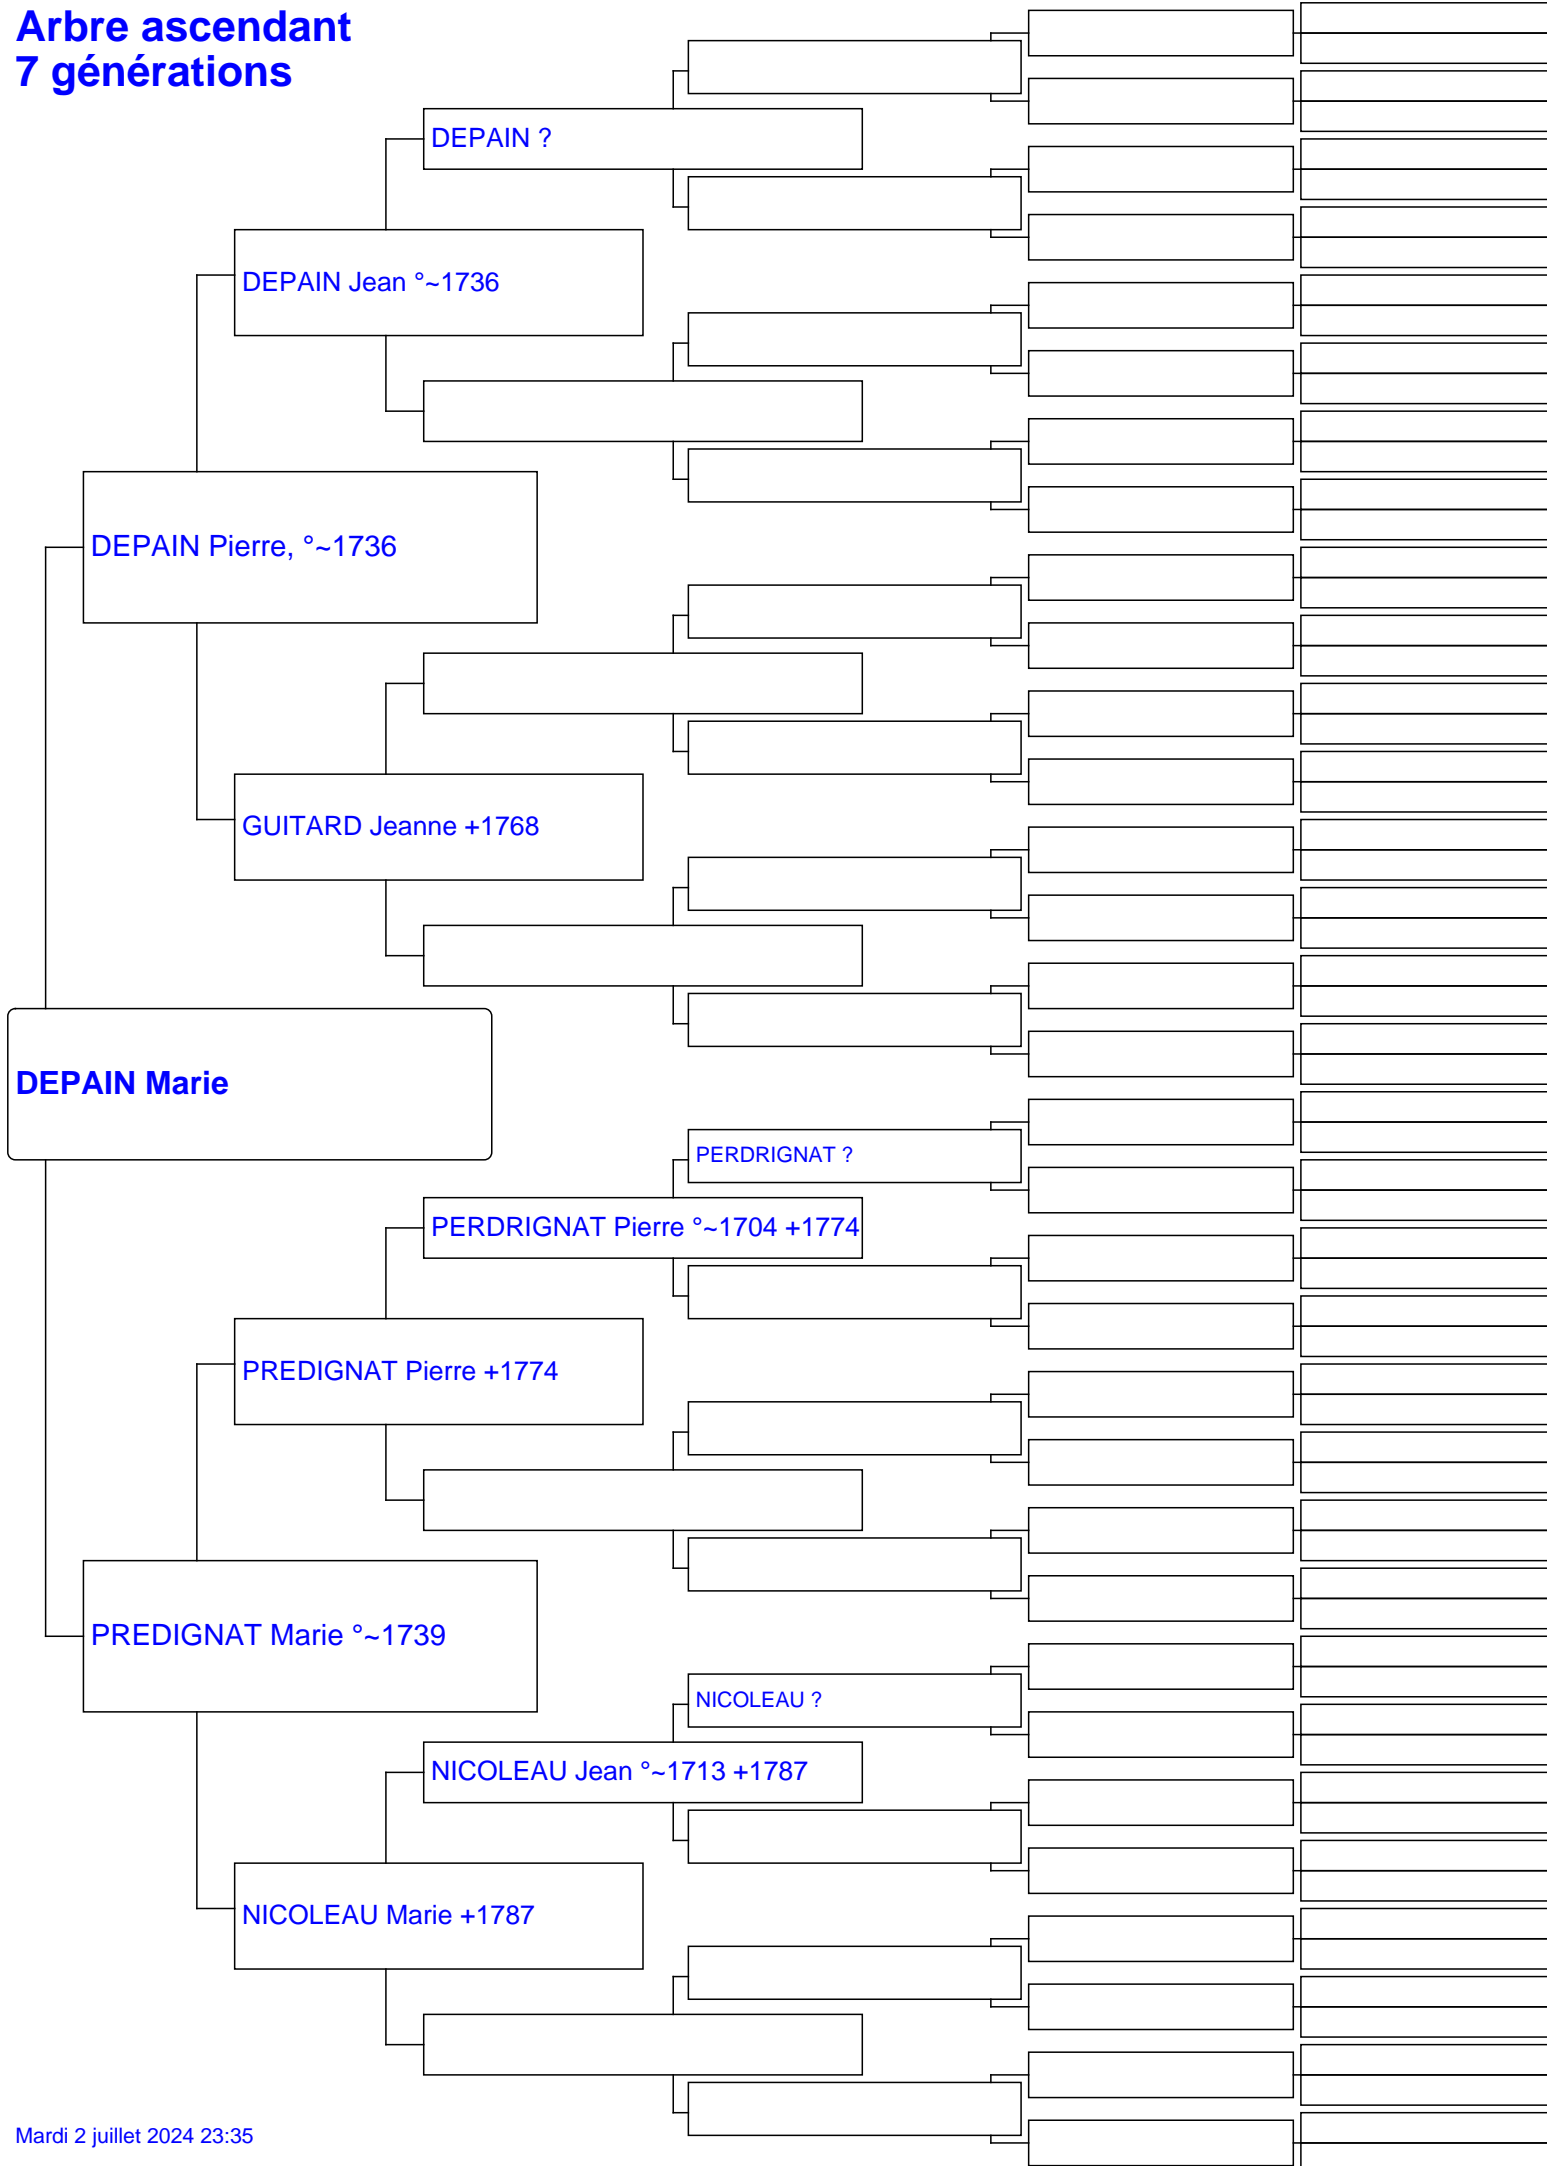 Arbre ascendant
7 générations
DEPAIN ?
DEPAIN Jean °~1736
DEPAIN Pierre, °~1736
GUITARD Jeanne +1768
DEPAIN Marie
PERDRIGNAT ?
PERDRIGNAT Pierre °~1704 +1774
PREDIGNAT Pierre +1774
PREDIGNAT Marie °~1739
NICOLEAU ?
NICOLEAU Jean °~1713 +1787
NICOLEAU Marie +1787
Mardi 2 juillet 2024 23:35